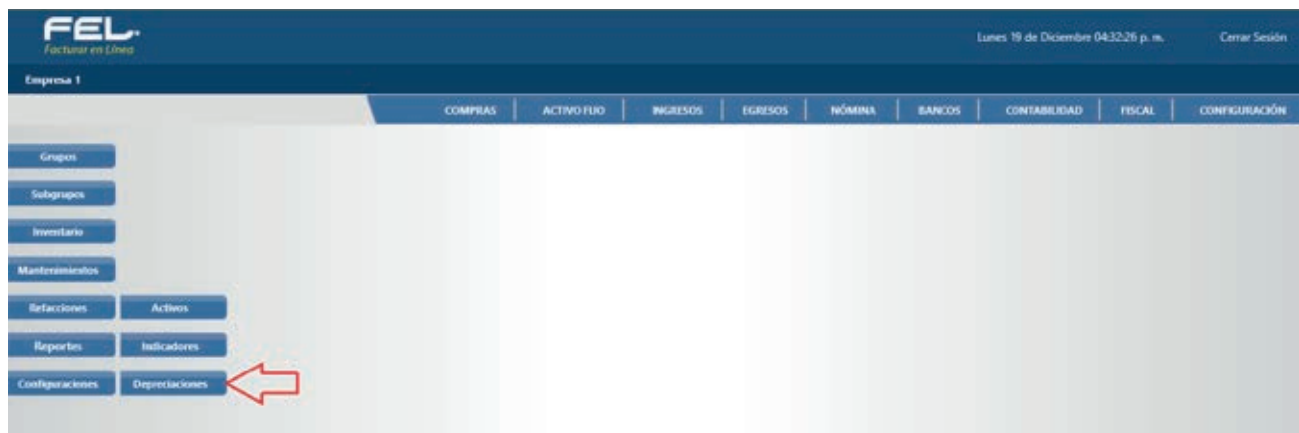 FEL
Facturar en Línea
Lunes 19 de Diciembre 04:32:26 p. m. Cerrar Sesión
Empresa 1
COMPRAS ACTIVO FIJO INGRESOS EGRESOS NÓMINA BANCOS CONTABILIDAD FISCAL CONFIGURACIÓN
Grupos
Subgrupos
Inventario
Mantenimientos
Refacciones Activos
Reportes Indicadores
Configuraciones Depreciaciones